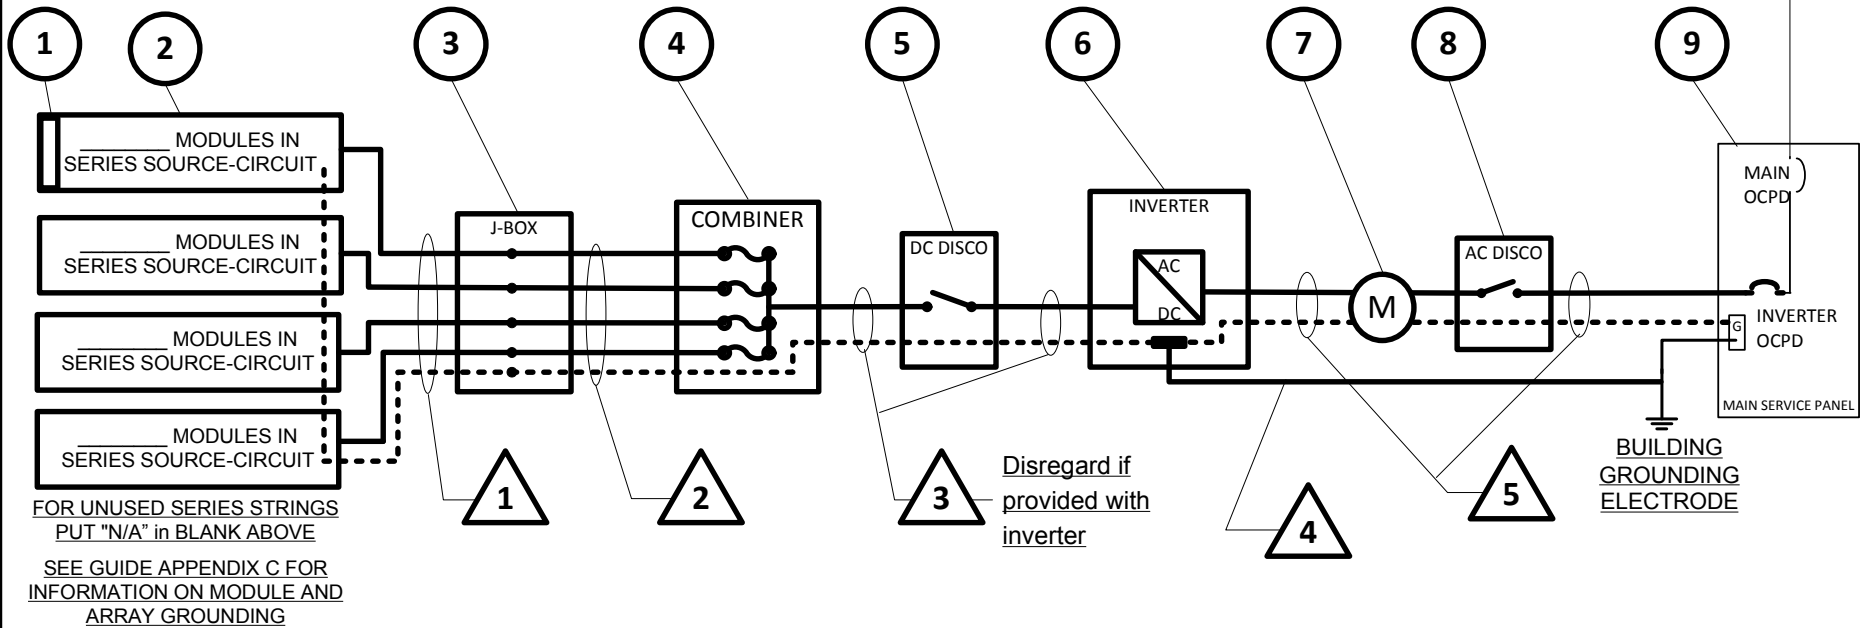 1 2 3 4 5 6 7 8 9
________ MODULES IN
SERIES SOURCE-CIRCUIT
________ MODULES IN
SERIES SOURCE-CIRCUIT
________ MODULES IN
SERIES SOURCE-CIRCUIT
________ MODULES IN
SERIES SOURCE-CIRCUIT
FOR UNUSED SERIES STRINGS
PUT "N/A" in BLANK ABOVE
SEE GUIDE APPENDIX C FOR
INFORMATION ON MODULE AND
ARRAY GROUNDING
J-BOX
COMBINER
DC DISCO
INVERTER
AC
DC
M
AC DISCO
MAIN
OCPD
INVERTER
OCPD
G
MAIN SERVICE PANEL
BUILDING
GROUNDING
ELECTRODE
1
2
3
Disregard if
provided with
inverter
4
5